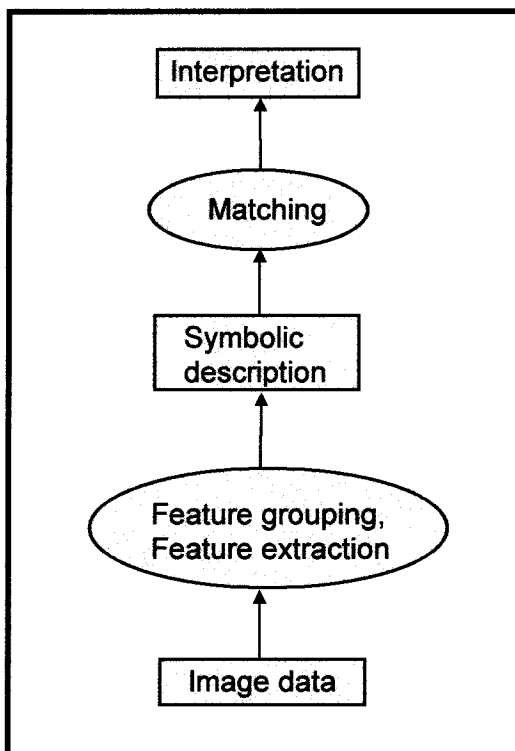 Interpretation
Matching
Symbolic
description
Feature grouping,
Feature extraction
Image data